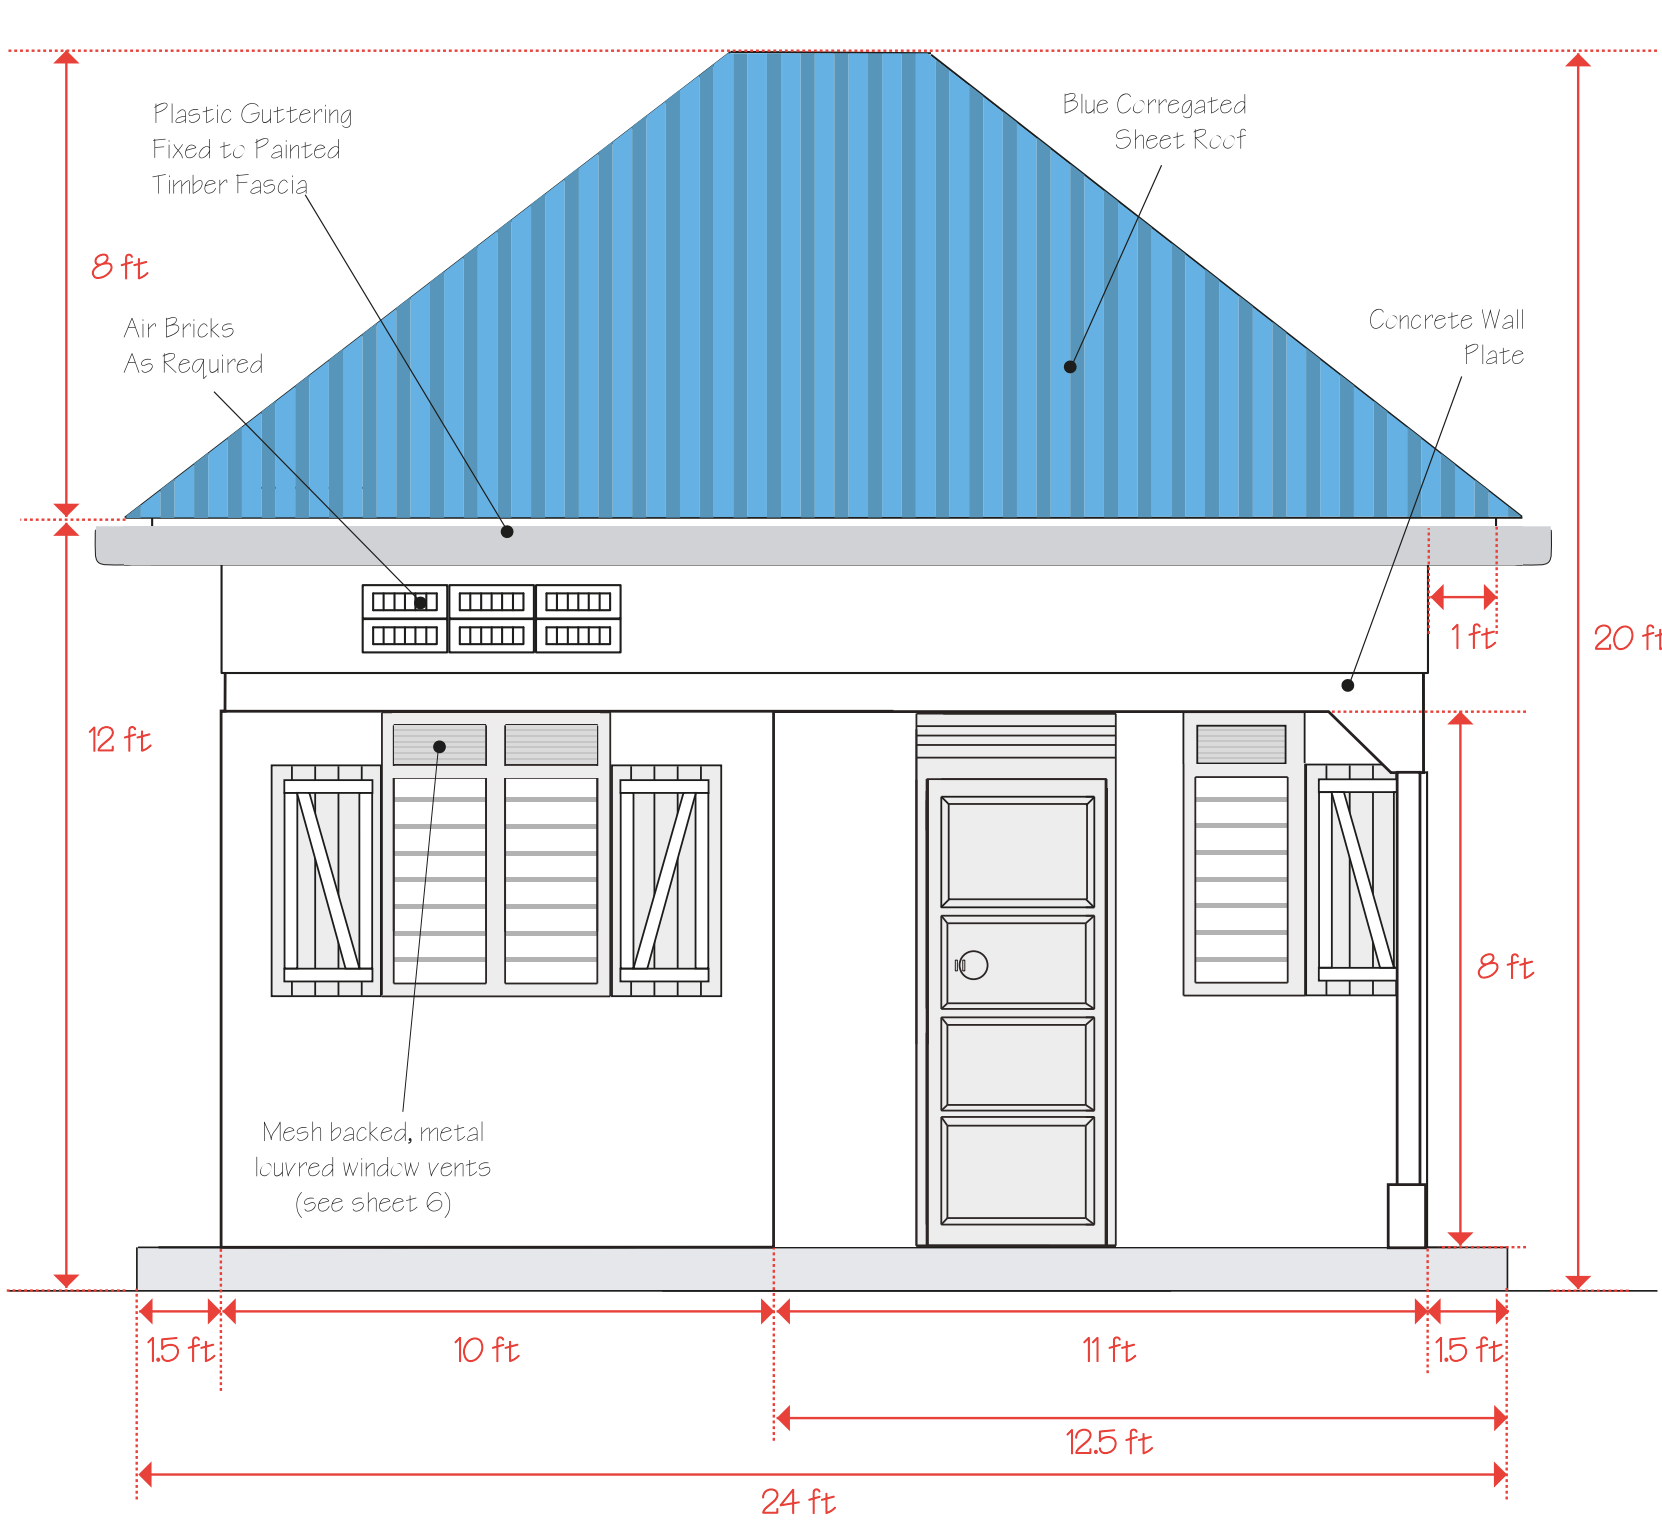 Plastic Guttering
Fixed to Painted
Timber Fascia
Blue Corregated
Sheet Roof
8 ft
Air Bricks
As Required
Concrete Wall
Plate
1 ft
20 ft
12 ft
8 ft
Mesh backed, metal
louvred window vents
(see sheet 6)
1.5 ft
10 ft
11 ft
1.5 ft
12.5 ft
24 ft